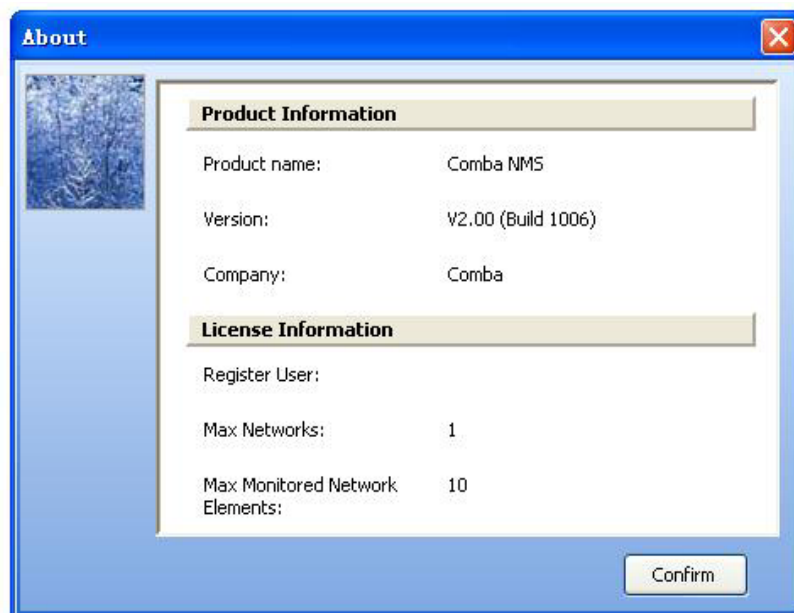 About
Product Information
Product name: Comba NMS
Version: V2.00 (Build 1006)
Company: Comba
License Information
Register User:
Max Networks: 1
Max Monitored Network 10
Elements:
Confirm